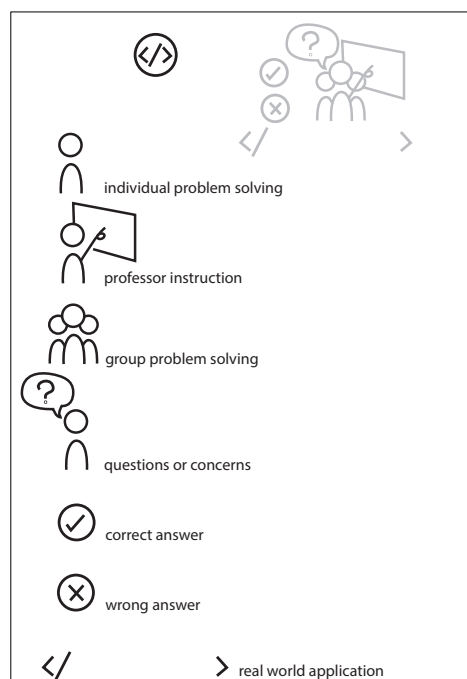 </>
?
</ >
individual problem solving
professor instruction
group problem solving
?
questions or concerns
correct answer
wrong answer
</ > real world application